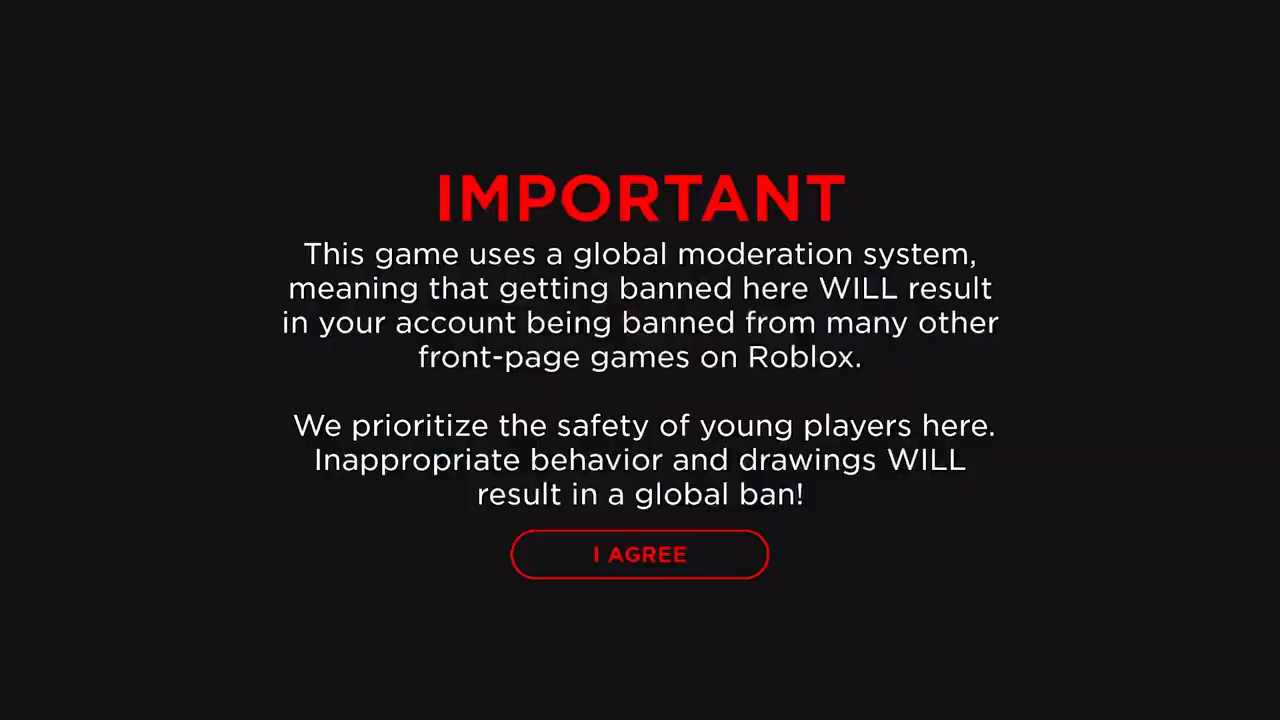 IMPORTANT
This game uses a global moderation system,
meaning that getting banned here WILL result
in your account being banned from many other
front-page games on Roblox.
We prioritize the safety of young players here.
Inappropriate behavior and drawings WILL
result in a global ban!
I AGREE